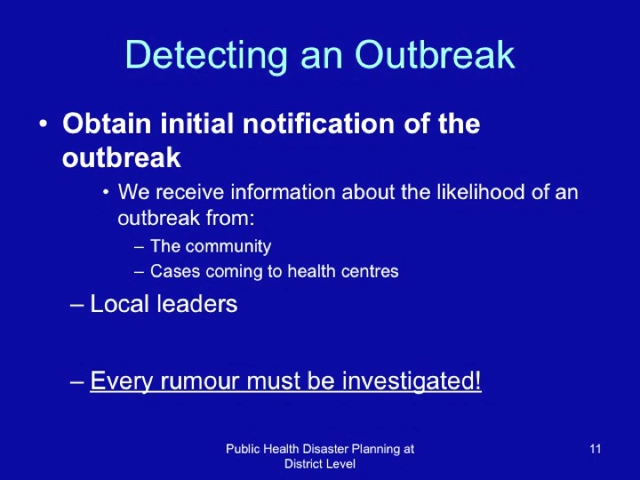 Detecting an Outbreak
• Obtain initial notification of the
outbreak
• We receive information about the likelihood of an
outbreak from:
– The community
– Cases coming to health centres
– Local leaders
– Every rumour must be investigated!
Public Health Disaster Planning at
District Level
11